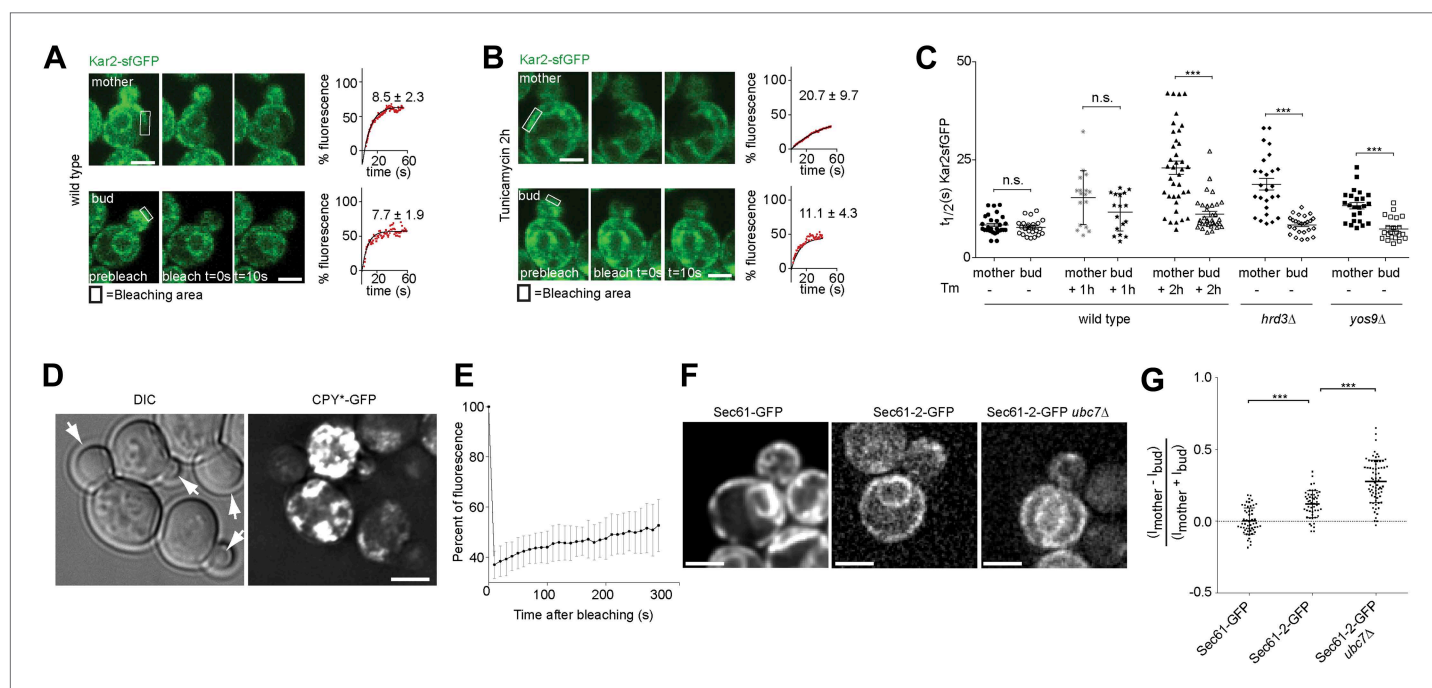 A
Kar2-sfGFP
wild type
mother
% fluorescence
100
50
0
8.5 ± 2.3
20 60
time (s)
bud
prebleach
bleach t=0s
t=10s
% fluorescence
100
50
0
7.7 ± 1.9
20 60
time (s)
=Bleaching area
B
Kar2-sfGFP
Tunicamycin 2h
mother
% fluorescence
100
50
0
20.7 ± 9.7
20 60
time (s)
bud
prebleach
bleach t=0s
t=10s
% fluorescence
100
50
0
11.1 ± 4.3
20 60
time (s)
=Bleaching area
C
t1/2(s) Kar2sfGFP
50
25
0
n.s.
n.s.
***
***
***
mother bud mother bud mother bud mother bud mother bud
Tm - - + 1h + 1h + 2h + 2h - - - -
wild type hrd3Δ yos9Δ
D
DIC
CPY*-GFP
E
Percent of fluorescence
100
80
60
40
0 100 200 300
Time after bleaching (s)
F
Sec61-GFP
Sec61-2-GFP
Sec61-2-GFP ubc7Δ
G
(Imother - Ibud)
(Imother + Ibud)
1.0
0.5
0.0
-0.5
***
***
Sec61-GFP
Sec61-2-GFP
Sec61-2-GFP
ubc7Δ